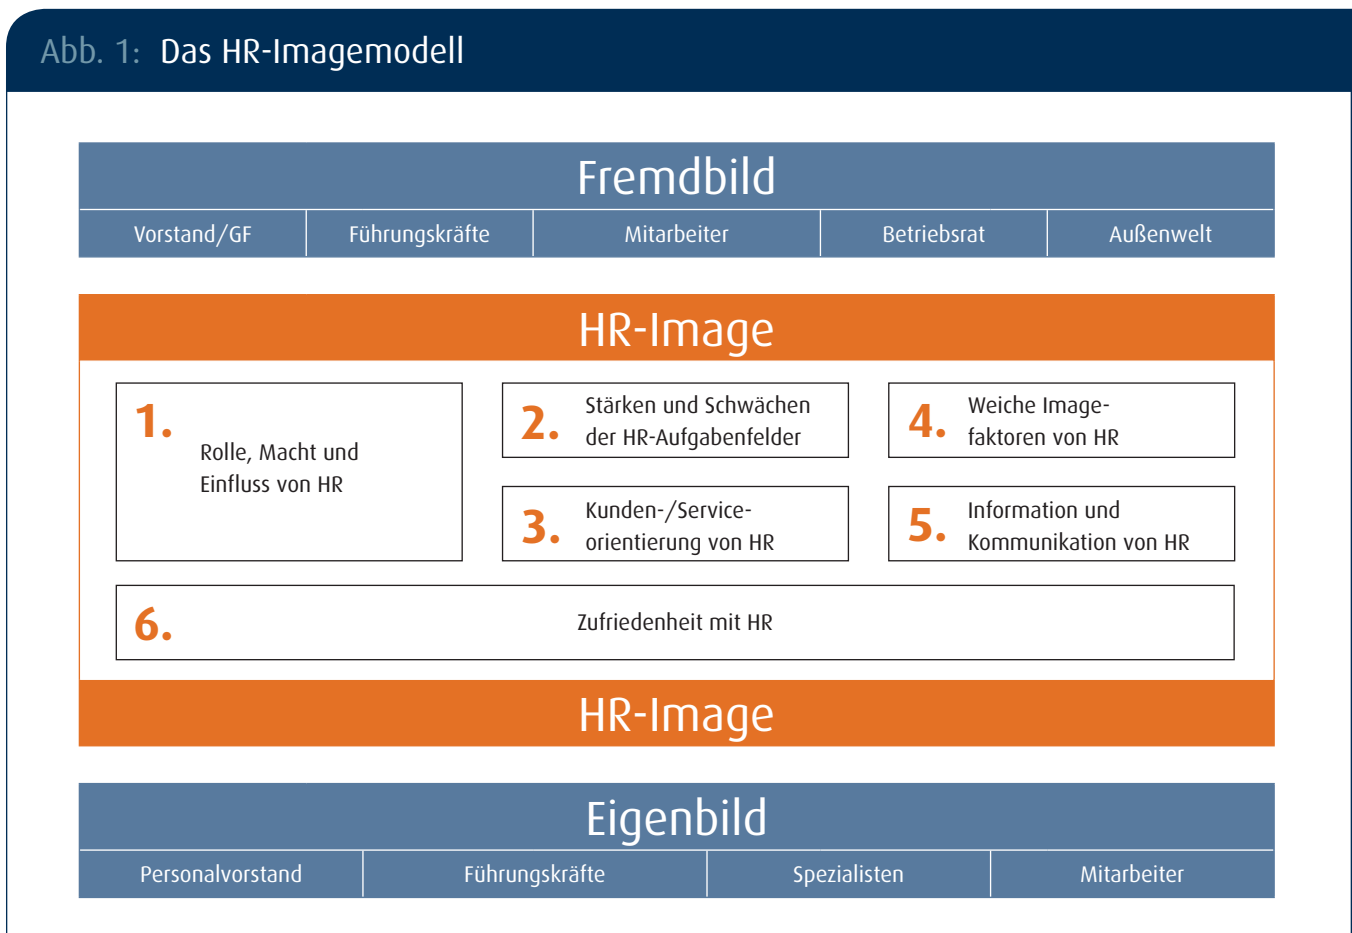 Abb. 1: Das HR-Imagemodell
Fremdbild
Vorstand/GF
Führungskräfte
Mitarbeiter
Betriebsrat
Außenwelt
HR-Image
1.
Rolle, Macht und
Einfluss von HR
2.
Stärken und Schwächen
der HR-Aufgabenfelder
3.
Kunden-/Service-
orientierung von HR
4.
Weiche Image-
faktoren von HR
5.
Information und
Kommunikation von HR
6.
Zufriedenheit mit HR
HR-Image
Eigenbild
Personalvorstand
Führungskräfte
Spezialisten
Mitarbeiter